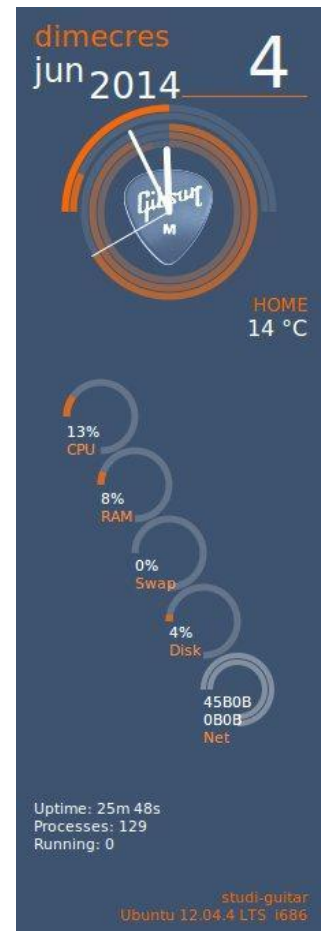 dimecres
jun 2014 4
Gibson
M
HOME
14 °C
13%
CPU
8%
RAM
0%
Swap
4%
Disk
45B0B
0B0B
Net
Uptime: 25m 48s
Processes: 129
Running: 0
studi-guitar
Ubuntu 12.04.4 LTS i686